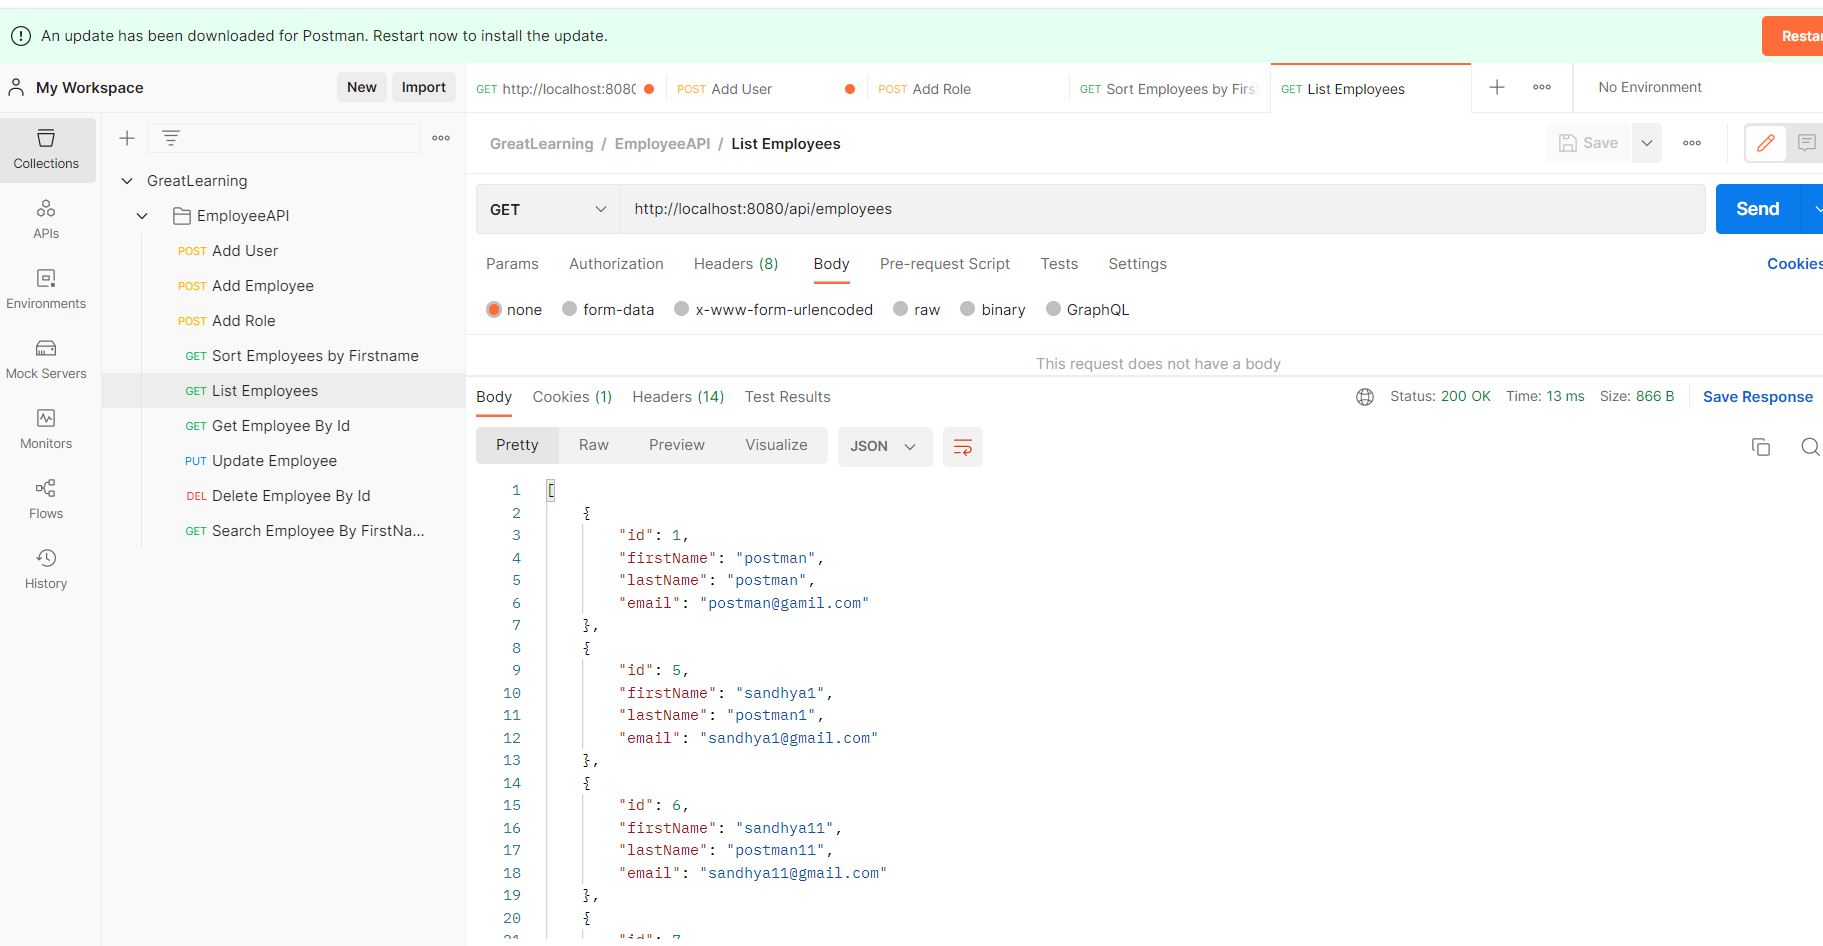 An update has been downloaded for Postman. Restart now to install the update.
My Workspace
New
Import
GET http://localhost:8080
POST Add User
POST Add Role
GET Sort Employees by
GET List Employees
No Environment
Collections
APIs
Environments
Mock Servers
Monitors
Flows
History
GreatLearning
EmployeeAPI
POST Add User
POST Add Employee
POST Add Role
GET Sort Employees by Firstname
GET List Employees
GET Get Employee By Id
PUT Update Employee
DEL Delete Employee By Id
GET Search Employee By FirstNa...
GreatLearning / EmployeeAPI / List Employees
Save
GET
http://localhost:8080/api/employees
Send
Params Authorization Headers (8) Body Pre-request Script Tests Settings
Cookies
none form-data x-www-form-urlencoded raw binary GraphQL
This request does not have a body
Body Cookies (1) Headers (14) Test Results
Status: 200 OK Time: 13 ms Size: 866 B
Save Response
Pretty Raw Preview Visualize
JSON
1 [
2 {
3 "id": 1,
4 "firstName": "postman",
5 "lastName": "postman",
6 "email": "postman@gamil.com"
7 },
8 {
9 "id": 5,
10 "firstName": "sandhya1",
11 "lastName": "postman1",
12 "email": "sandhya1@gmail.com"
13 },
14 {
15 "id": 6,
16 "firstName": "sandhya11",
17 "lastName": "postman11",
18 "email": "sandhya11@gmail.com"
19 },
20 {